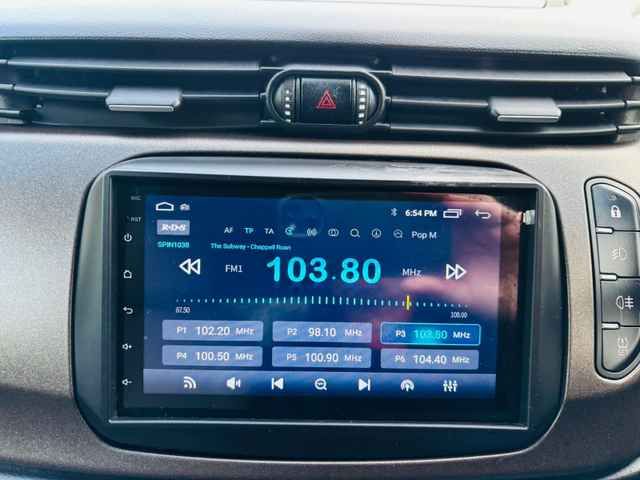 MIC
RST
6:54 PM
R·D·S
AF TP TA Pop M
SPIN1038
The Subway - Chappell Roan
FM1 103.80 MHz
87.50 108.00
P1 102.20 MHz
P2 98.10 MHz
P3 103.80 MHz
P4 100.50 MHz
P5 100.90 MHz
P6 104.40 MHz
SET